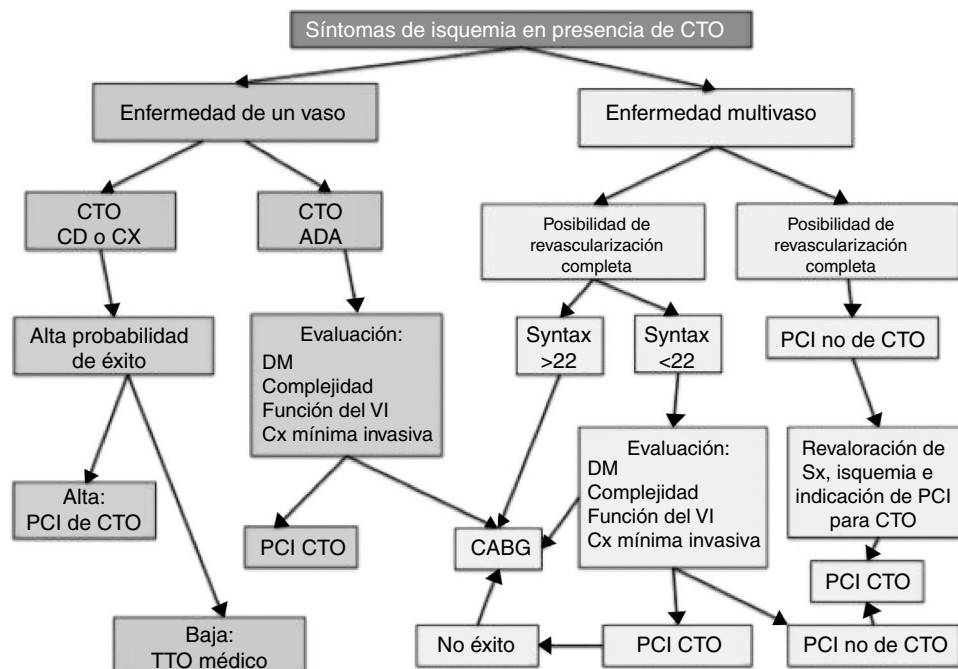 Síntomas de isquemia en presencia de CTO
Enfermedad de un vaso
Enfermedad multivaso
CTO
CD o CX
CTO
ADA
Posibilidad de
revascularización
completa
Posibilidad de
revascularización
completa
Alta probabilidad
de éxito
Evaluación:
DM
Complejidad
Función del VI
Cx mínima invasiva
Syntax
>22
Syntax
<22
PCI no de CTO
Evaluación:
DM
Complejidad
Función del VI
Cx mínima invasiva
Revaloración de
Sx, isquemia e
indicación de PCI
para CTO
Alta:
PCI de CTO
PCI CTO
CABG
PCI CTO
Baja:
TTO médico
No éxito
PCI CTO
PCI no de CTO